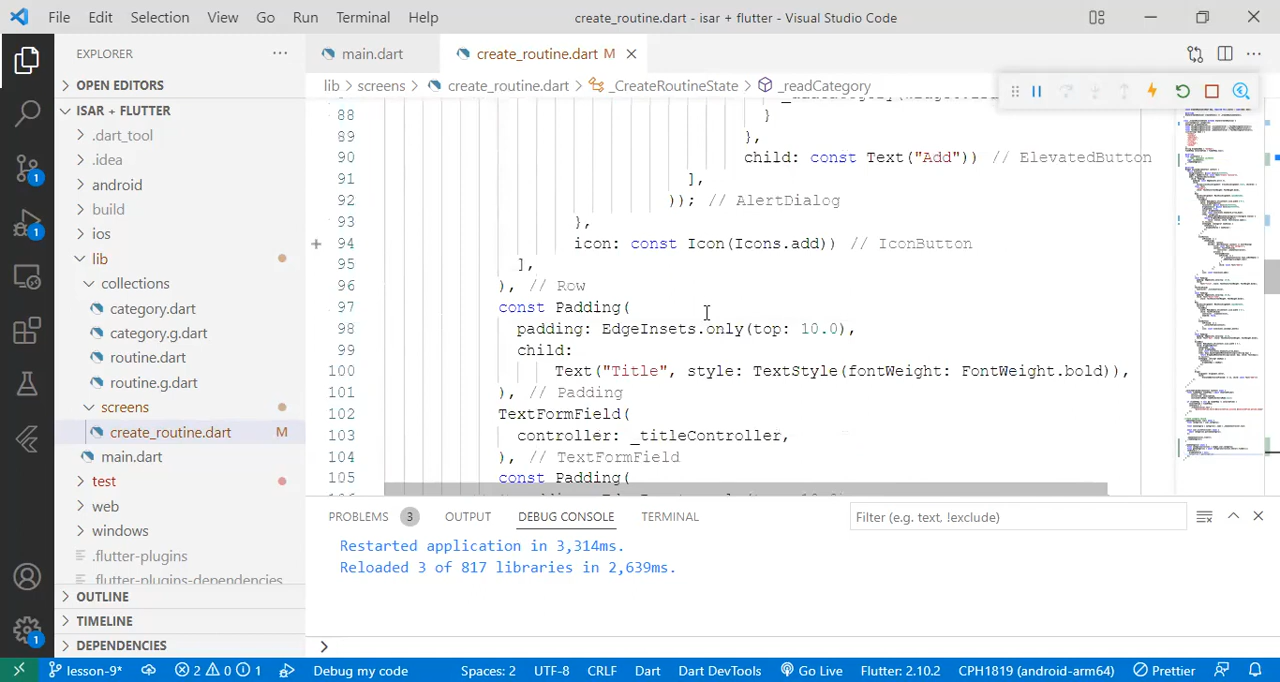 File Edit Selection View Go Run Terminal Help create_routine.dart - isar + flutter - Visual Studio Code
EXPLORER
main.dart create_routine.dart M
OPEN EDITORS
lib > screens > create_routine.dart > _CreateRoutineState > _readCategory
ISAR + FLUTTER
.dart_tool
.idea
android
build
ios
lib
collections
category.dart
category.g.dart
routine.dart
routine.g.dart
screens
create_routine.dart M
main.dart
test
web
windows
.flutter-plugins
.flutter-plugins-dependencies
OUTLINE
TIMELINE
DEPENDENCIES
88 }
89 },
90 child: const Text("Add")) // ElevatedButton
91 ],
92 )); // AlertDialog
93 },
94 icon: const Icon(Icons.add)) // IconButton
95 ],
96 ), // Row
97 const Padding(
98 padding: EdgeInsets.only(top: 10.0),
99 child:
100 Text("Title", style: TextStyle(fontWeight: FontWeight.bold)),
101 ), // Padding
102 TextFormField(
103 controller: _titleController,
104 ), // TextFormField
105 const Padding(
PROBLEMS 3 OUTPUT DEBUG CONSOLE TERMINAL Filter (e.g. text, !exclude)
Restarted application in 3,314ms.
Reloaded 3 of 817 libraries in 2,639ms.
lesson-9* 2 0 1 Debug my code Spaces: 2 UTF-8 CRLF Dart Dart DevTools Go Live Flutter: 2.10.2 CPH1819 (android-arm64) Prettier